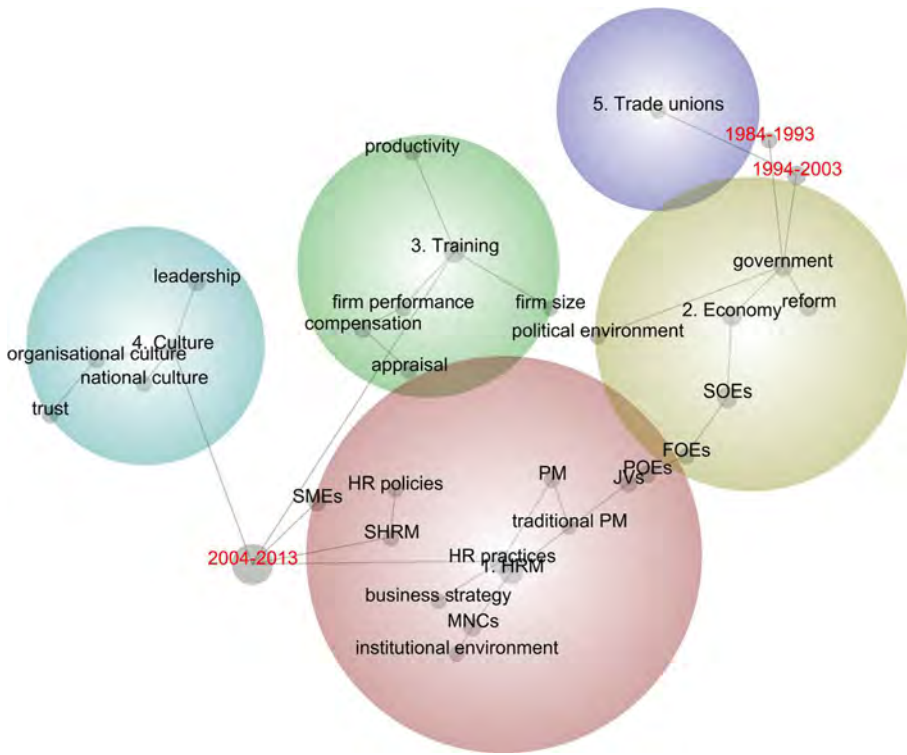 5. Trade unions
1984-1993
productivity
1994-2003
3. Training
government
leadership
firm performance
firm size
2. Economy
reform
compensation
political environment
4. Culture
organisational culture
national culture
appraisal
SOEs
trust
FOEs
POEs
PM
JVs
HR policies
SMEs
traditional PM
SHRM
2004-2013
HR practices
1. HRM
business strategy
MNCs
institutional environment